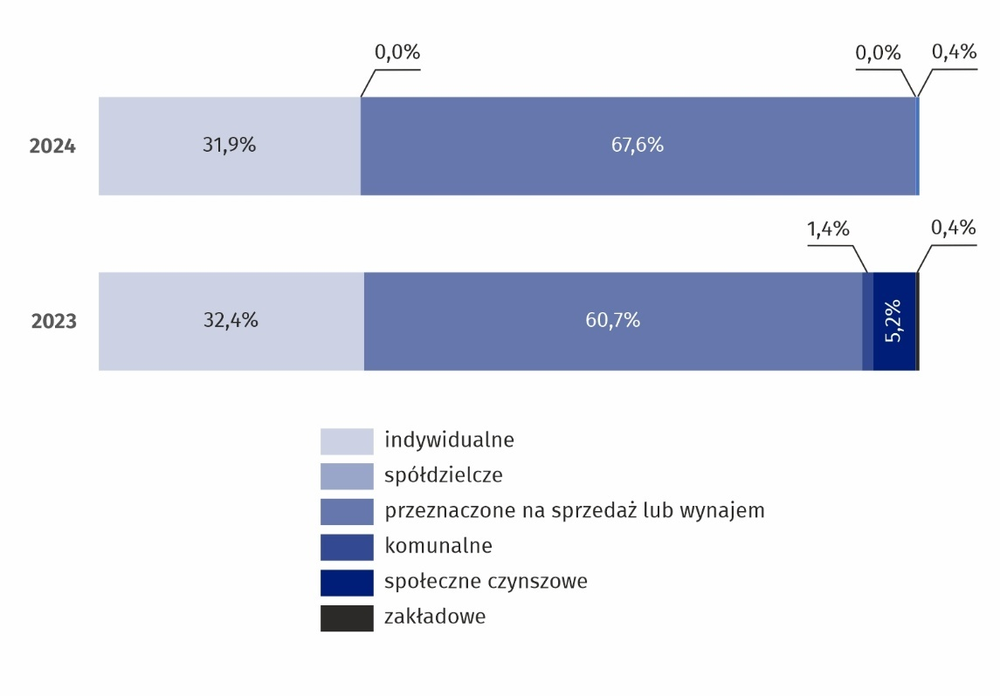 0,0%
0,0%
0,4%
2024
31,9%
67,6%
1,4%
0,4%
2023
32,4%
60,7%
5,2%
indywidualne
spółdzielcze
przeznaczone na sprzedaż lub wynajem
komunalne
społeczne czynszowe
zakładowe